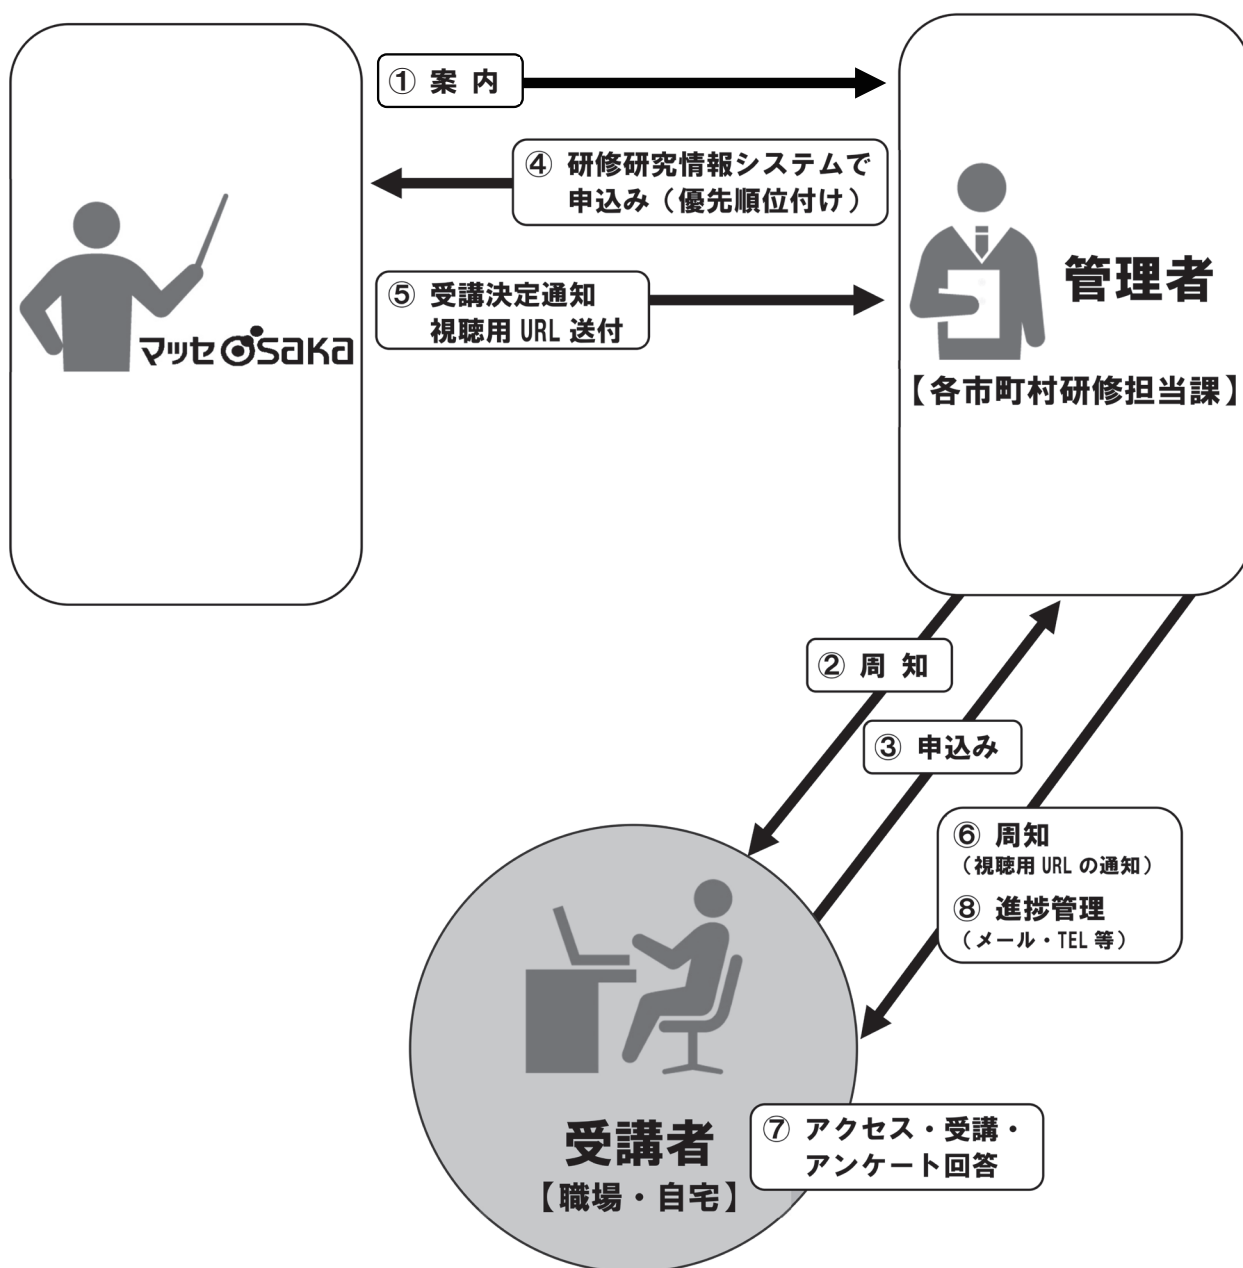 ① 案 内
④ 研修研究情報システムで
申込み（優先順位付け）
⑤ 受講決定通知
視聴用 URL 送付
マッセOSaKa
管理者
【各市町村研修担当課】
② 周 知
③ 申込み
⑥ 周知
（視聴用 URL の通知）
⑧ 進捗管理
（メール・TEL 等）
受講者
【職場・自宅】
⑦ アクセス・受講・
アンケート回答